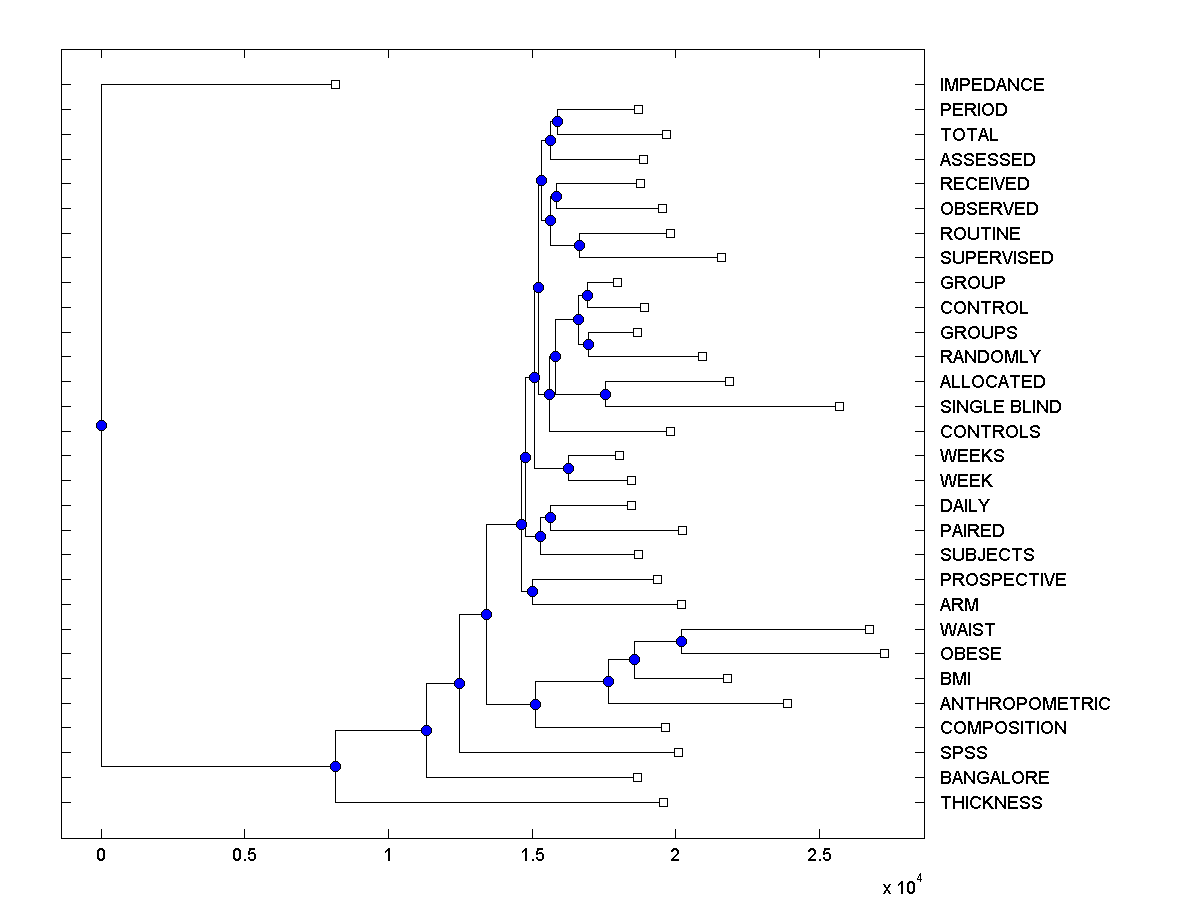 IMPEDANCE
PERIOD
TOTAL
ASSESSED
RECEIVED
OBSERVED
ROUTINE
SUPERVISED
GROUP
CONTROL
GROUPS
RANDOMLY
ALLOCATED
SINGLE BLIND
CONTROLS
WEEKS
WEEK
DAILY
PAIRED
SUBJECTS
PROSPECTIVE
ARM
WAIST
OBESE
BMI
ANTHROPOMETRIC
COMPOSITION
SPSS
BANGALORE
THICKNESS
0 0.5 1 1.5 2 2.5
x 10^4